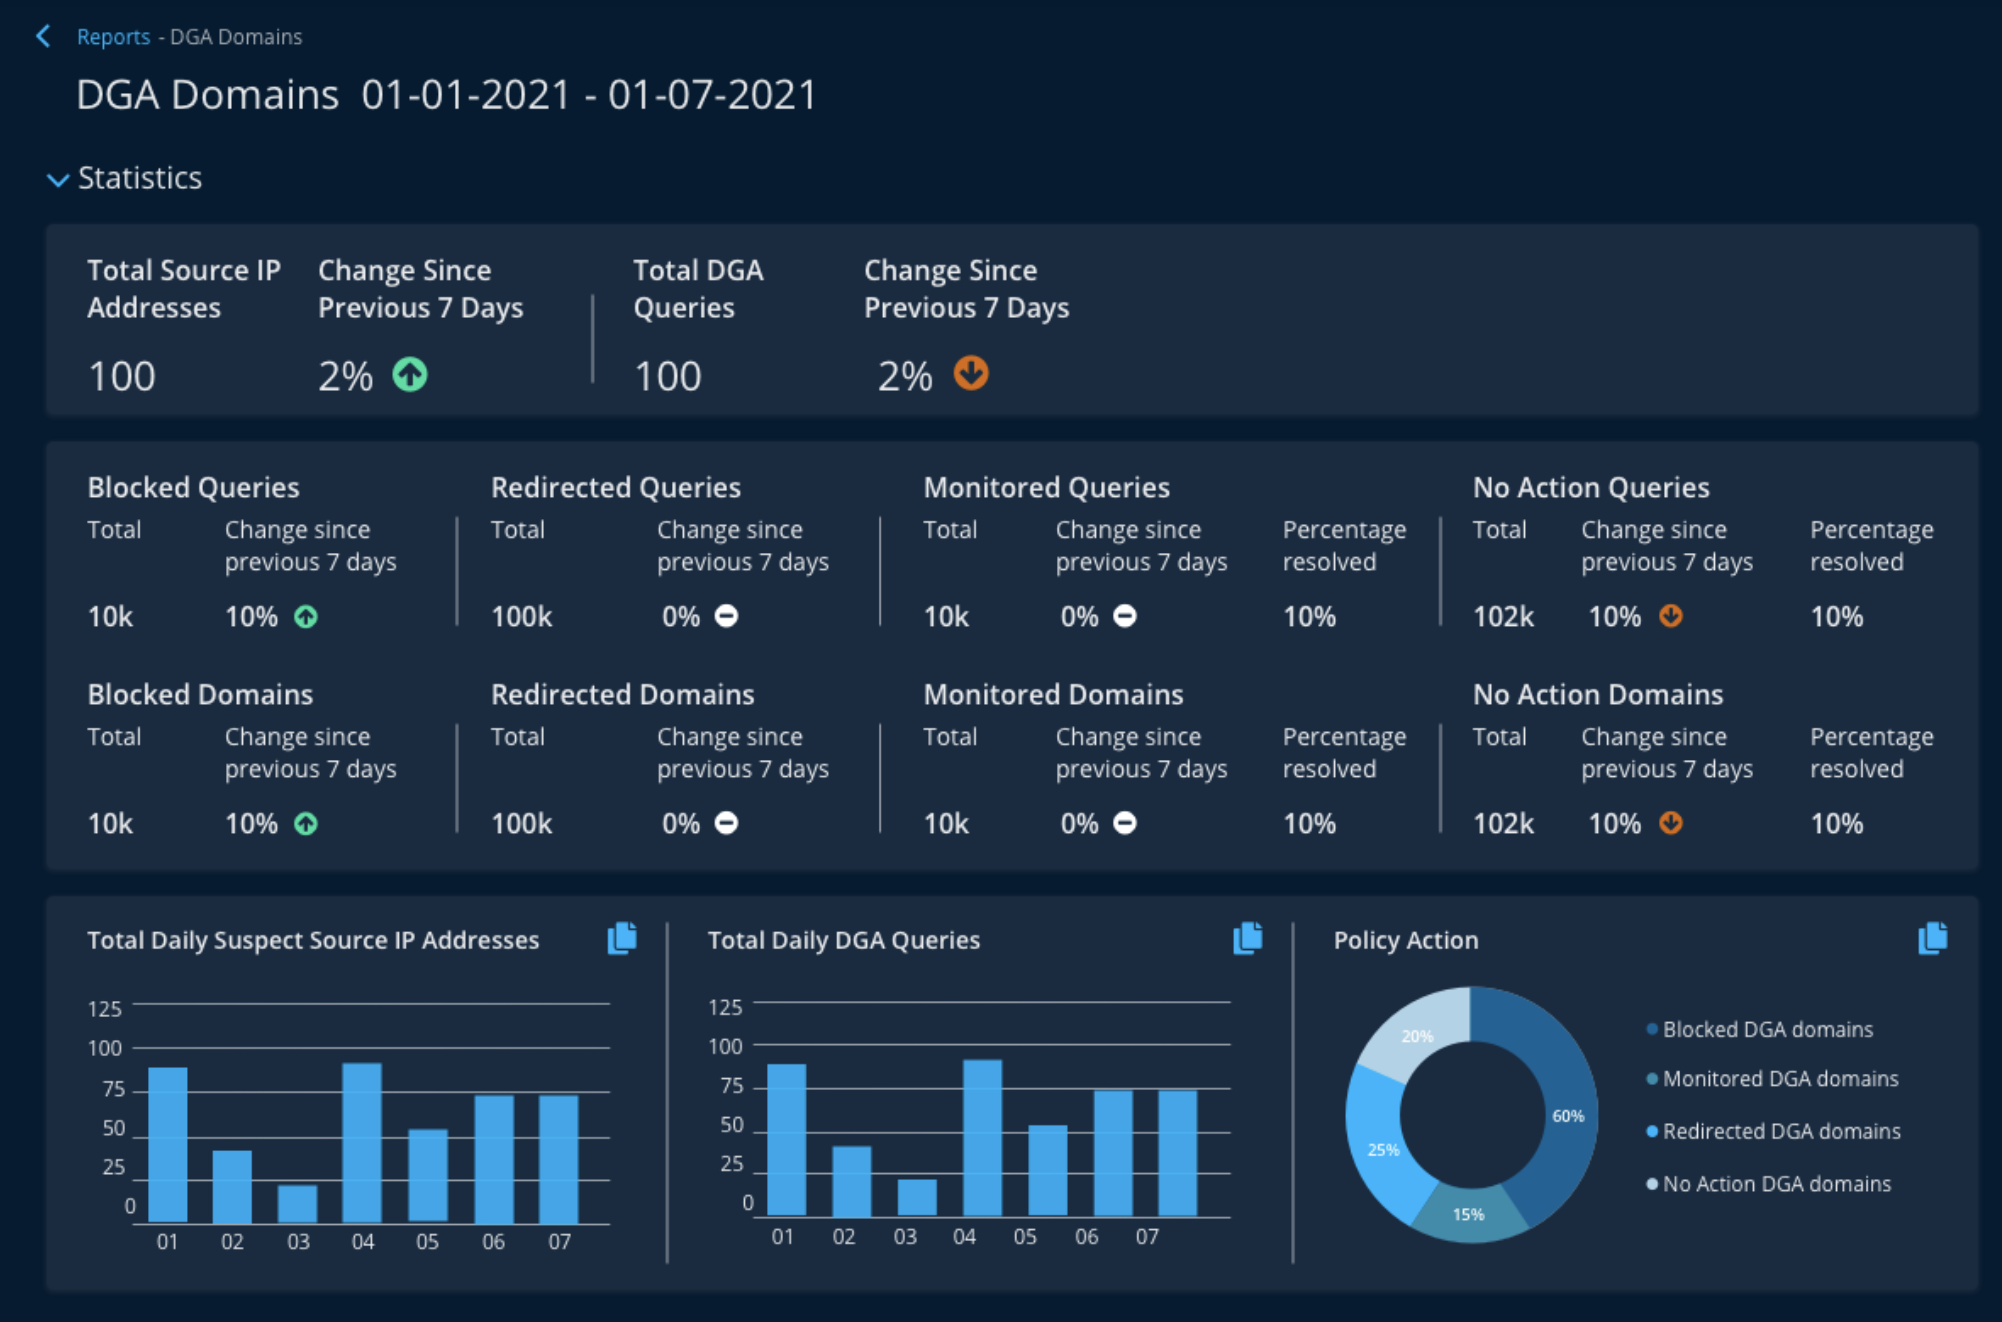 Reports - DGA Domains
DGA Domains 01-01-2021 - 01-07-2021
Statistics
Total Source IP
Addresses
100
Change Since
Previous 7 Days
2%
Total DGA
Queries
100
Change Since
Previous 7 Days
2%
Blocked Queries
Total
10k
Change since
previous 7 days
10%
Redirected Queries
Total
100k
Change since
previous 7 days
0%
Monitored Queries
Total
10k
Change since
previous 7 days
0%
Percentage
resolved
10%
No Action Queries
Total
102k
Change since
previous 7 days
10%
Percentage
resolved
10%
Blocked Domains
Total
10k
Change since
previous 7 days
10%
Redirected Domains
Total
100k
Change since
previous 7 days
0%
Monitored Domains
Total
10k
Change since
previous 7 days
0%
Percentage
resolved
10%
No Action Domains
Total
102k
Change since
previous 7 days
10%
Percentage
resolved
10%
Total Daily Suspect Source IP Addresses
125
100
75
50
25
0
01 02 03 04 05 06 07
Total Daily DGA Queries
125
100
75
50
25
0
01 02 03 04 05 06 07
Policy Action
20%
60%
25%
15%
Blocked DGA domains
Monitored DGA domains
Redirected DGA domains
No Action DGA domains